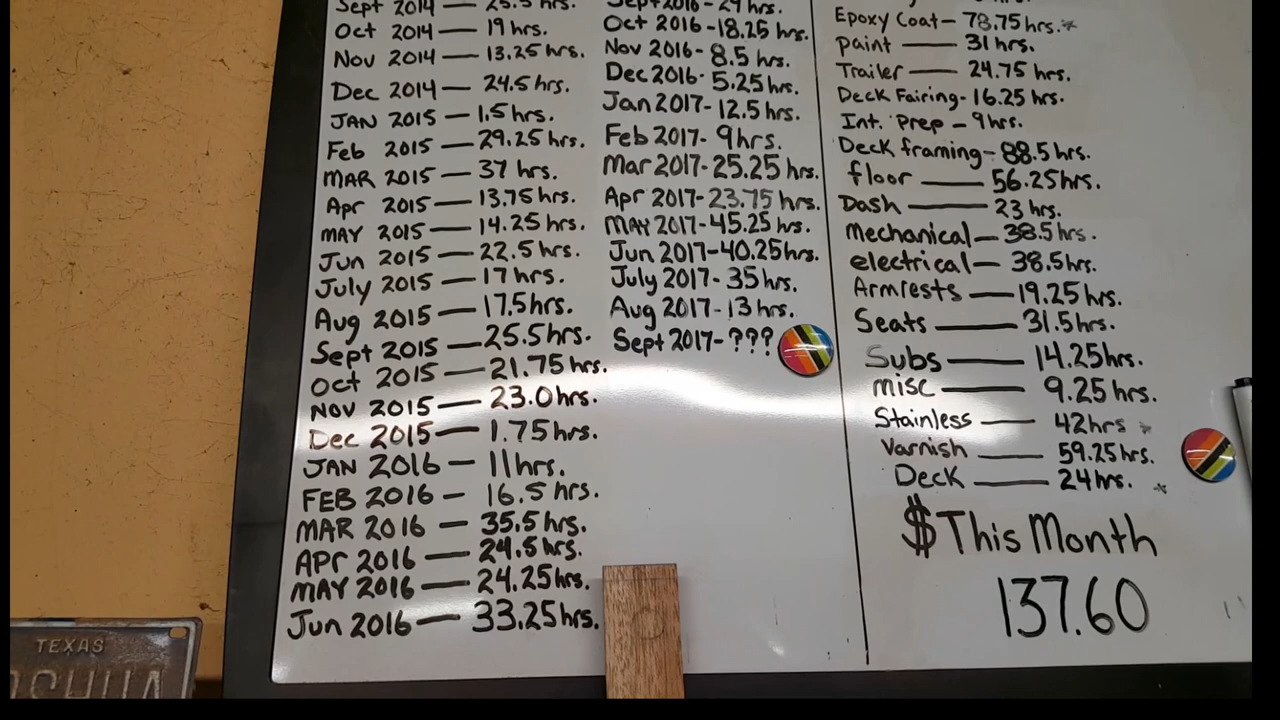 Sept 2014 — 25.5 hrs.
Oct 2014 — 19 hrs.
Nov 2014 — 13.25 hrs.
Dec 2014 — 24.5 hrs.
JAN 2015 — 1.5 hrs.
Feb 2015 — 29.25 hrs.
MAR 2015 — 37 hrs.
Apr 2015 — 13.75 hrs.
MAY 2015 — 14.25 hrs.
Jun 2015 — 22.5 hrs.
July 2015 — 17 hrs.
Aug 2015 — 17.5 hrs.
Sept 2015 — 25.5 hrs.
Oct 2015 — 21.75 hrs.
NOV 2015 — 23.0 hrs.
Dec 2015 — 1.75 hrs.
JAN 2016 — 11 hrs.
FEB 2016 — 16.5 hrs.
MAR 2016 — 35.5 hrs.
APr 2016 — 24.5 hrs.
MAY 2016 — 24.25 hrs.
Jun 2016 — 33.25 hrs.
Oct 2016 - 18.25 hrs.
Nov 2016 - 8.5 hrs.
Dec 2016 - 5.25 hrs.
Jan 2017 - 12.5 hrs.
Feb 2017 - 9 hrs.
Mar 2017 - 25.25 hrs.
Apr 2017 - 23.75 hrs.
MAY 2017 - 45.25 hrs.
Jun 2017 - 40.25 hrs.
July 2017 - 35 hrs.
Aug 2017 - 13 hrs.
Sept 2017 - ???
Epoxy Coat — 78.75 hrs. *
paint — 31 hrs.
Trailer — 24.75 hrs.
Deck Fairing - 16.25 hrs.
Int. Prep — 9 hrs.
Deck framing — 88.5 hrs.
floor — 56.25 hrs.
Dash — 23 hrs.
Mechanical — 38.5 hrs.
electrical — 38.5 hrs.
Armrests — 19.25 hrs.
Seats — 31.5 hrs.
Subs — 14.25 hrs.
misc — 9.25 hrs.
Stainless — 42 hrs *
Varnish — 59.25 hrs.
Deck — 24 hrs. *
$ This Month
137.60
TEXAS